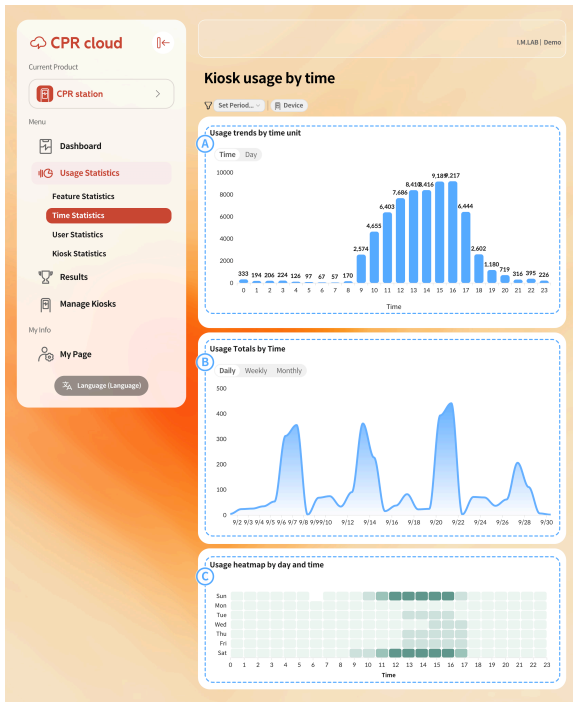 CPR cloud
Current Product
CPR station
Menu
Dashboard
Usage Statistics
Feature Statistics
Time Statistics
User Statistics
Kiosk Statistics
Results
Manage Kiosks
My Info
My Page
Language (Language)
I.M.LAB | Demo
Kiosk usage by time
Set Period... Device
A
Usage trends by time unit
Time Day
10000
8000
6000
4000
2000
0
333 194 206 224 126 97 67 57 170 2,574 4,655 6,403 7,686 8,410 8,416 9,189 9,217 6,444 2,602 1,180 719 316 395 226
0 1 2 3 4 5 6 7 8 9 10 11 12 13 14 15 16 17 18 19 20 21 22 23
Time
B
Usage Totals by Time
Daily Weekly Monthly
500
400
300
200
100
0
9/2 9/3 9/4 9/5 9/6 9/7 9/8 9/9 9/10 9/12 9/14 9/16 9/18 9/20 9/22 9/24 9/26 9/28 9/30
C
Usage heatmap by day and time
Sun
Mon
Tue
Wed
Thu
Fri
Sat
0 1 2 3 4 5 6 7 8 9 10 11 12 13 14 15 16 17 18 19 20 21 22 23
Time